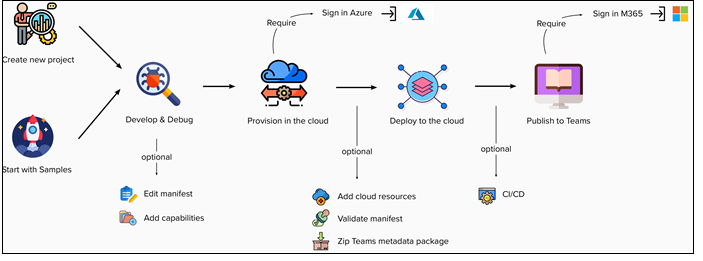 Sign in Azure
Sign in M365
Require
Require
Create new project
Develop & Debug
Provision in the cloud
Deploy to the cloud
Publish to Teams
Start with Samples
optional
optional
optional
Edit manifest
Add capabilities
Add cloud resources
Validate manifest
Zip Teams metadata package
CI/CD